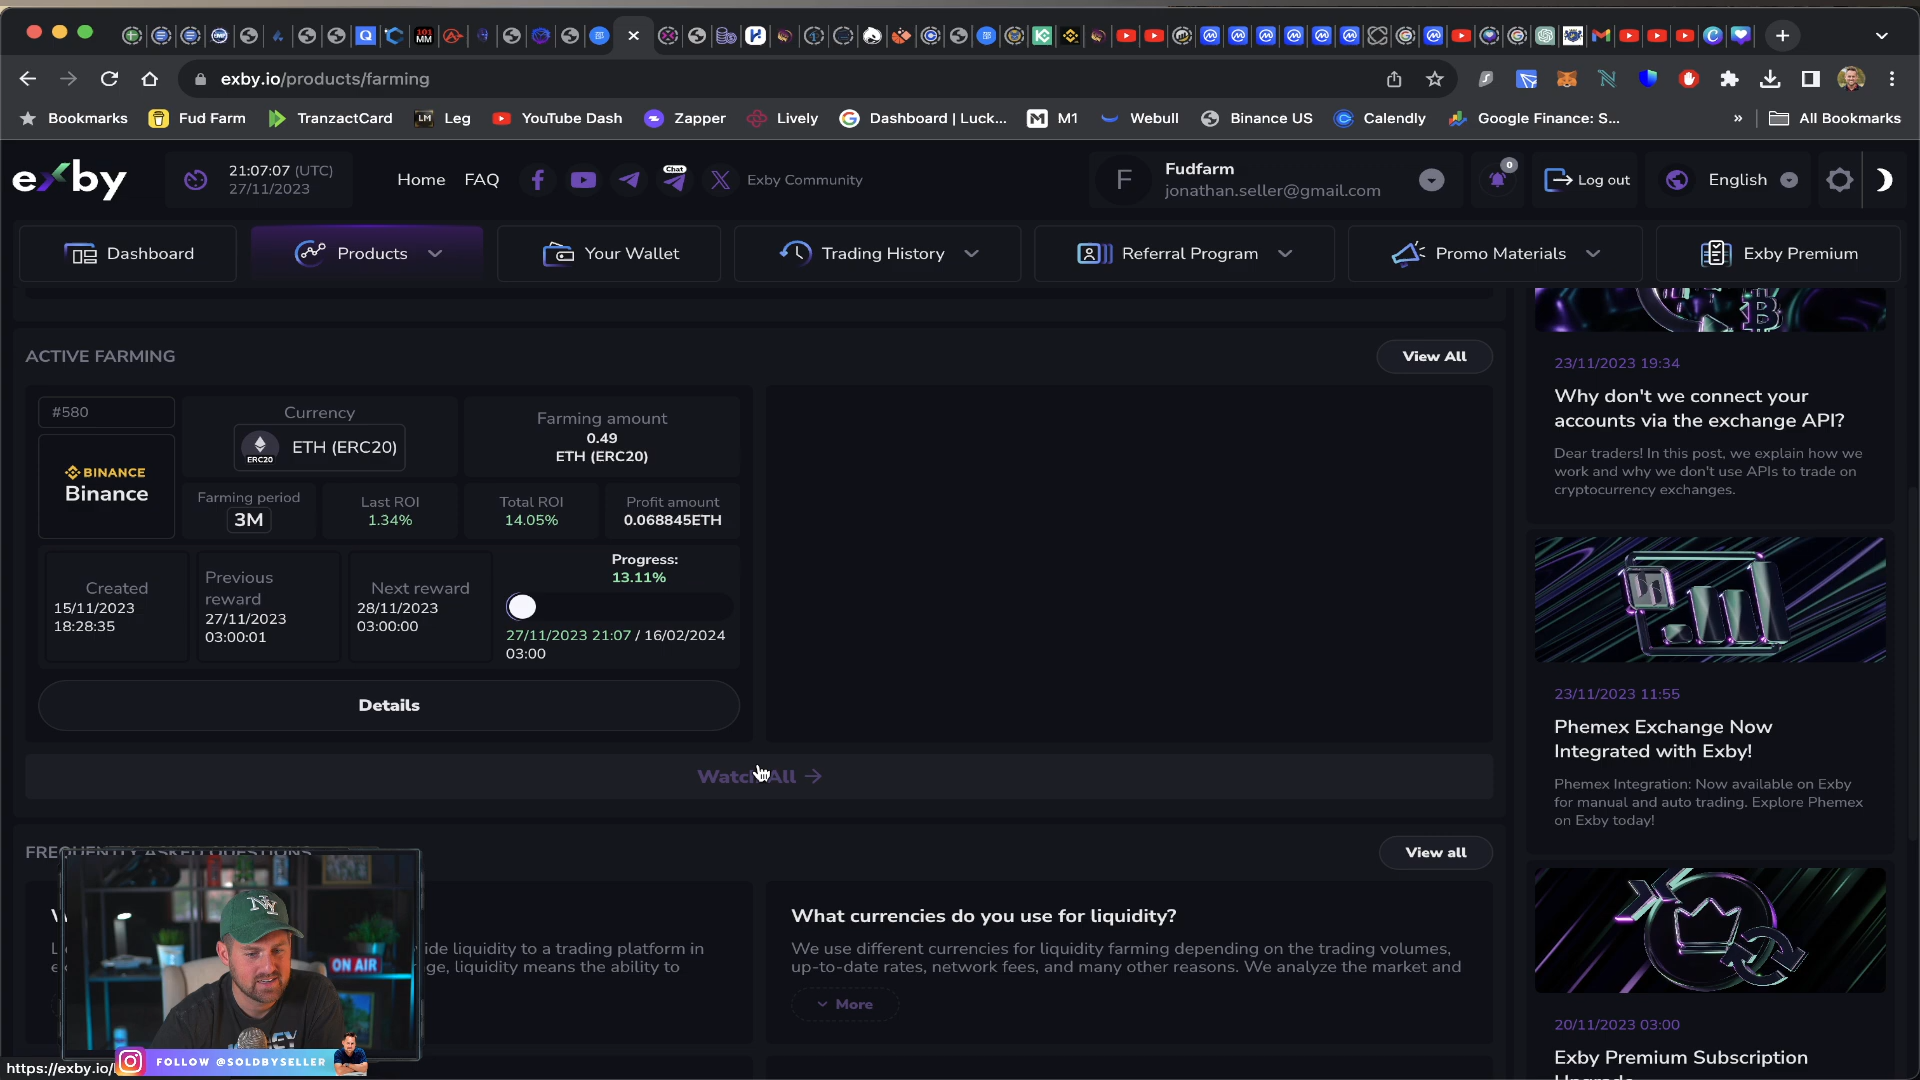 exby.io/products/farming
Bookmarks
Fud Farm
TranzactCard
Leg
YouTube Dash
Zapper
Lively
Dashboard | Luck...
M1
Webull
Binance US
Calendly
Google Finance: S...
»
All Bookmarks
exby
21:07:07 (UTC)
27/11/2023
Home
FAQ
Chat
Exby Community
F
Fudfarm
jonathan.seller@gmail.com
0
Log out
English
Dashboard
Products
Your Wallet
Trading History
Referral Program
Promo Materials
Exby Premium
ACTIVE FARMING
View All
#580
BINANCE
Binance
Currency
ERC20
ETH (ERC20)
Farming amount
0.49
ETH (ERC20)
Farming period
3M
Last ROI
1.34%
Total ROI
14.05%
Profit amount
0.068845ETH
Created
15/11/2023
18:28:35
Previous
reward
27/11/2023
03:00:01
Next reward
28/11/2023
03:00:00
Progress:
13.11%
27/11/2023 21:07 / 16/02/2024
03:00
Details
Watch All
FREQUENTLY ASKED QUESTIONS
View all
ide liquidity to a trading platform in
ge, liquidity means the ability to
What currencies do you use for liquidity?
We use different currencies for liquidity farming depending on the trading volumes,
up-to-date rates, network fees, and many other reasons. We analyze the market and
More
23/11/2023 19:34
Why don't we connect your
accounts via the exchange API?
Dear traders! In this post, we explain how we
work and why we don't use APIs to trade on
cryptocurrency exchanges.
23/11/2023 11:55
Phemex Exchange Now
Integrated with Exby!
Phemex Integration: Now available on Exby
for manual and auto trading. Explore Phemex
on Exby today!
20/11/2023 03:00
Exby Premium Subscription
NY
ON AIR
FOLLOW @SOLDBYSELLER
https://exby.io/